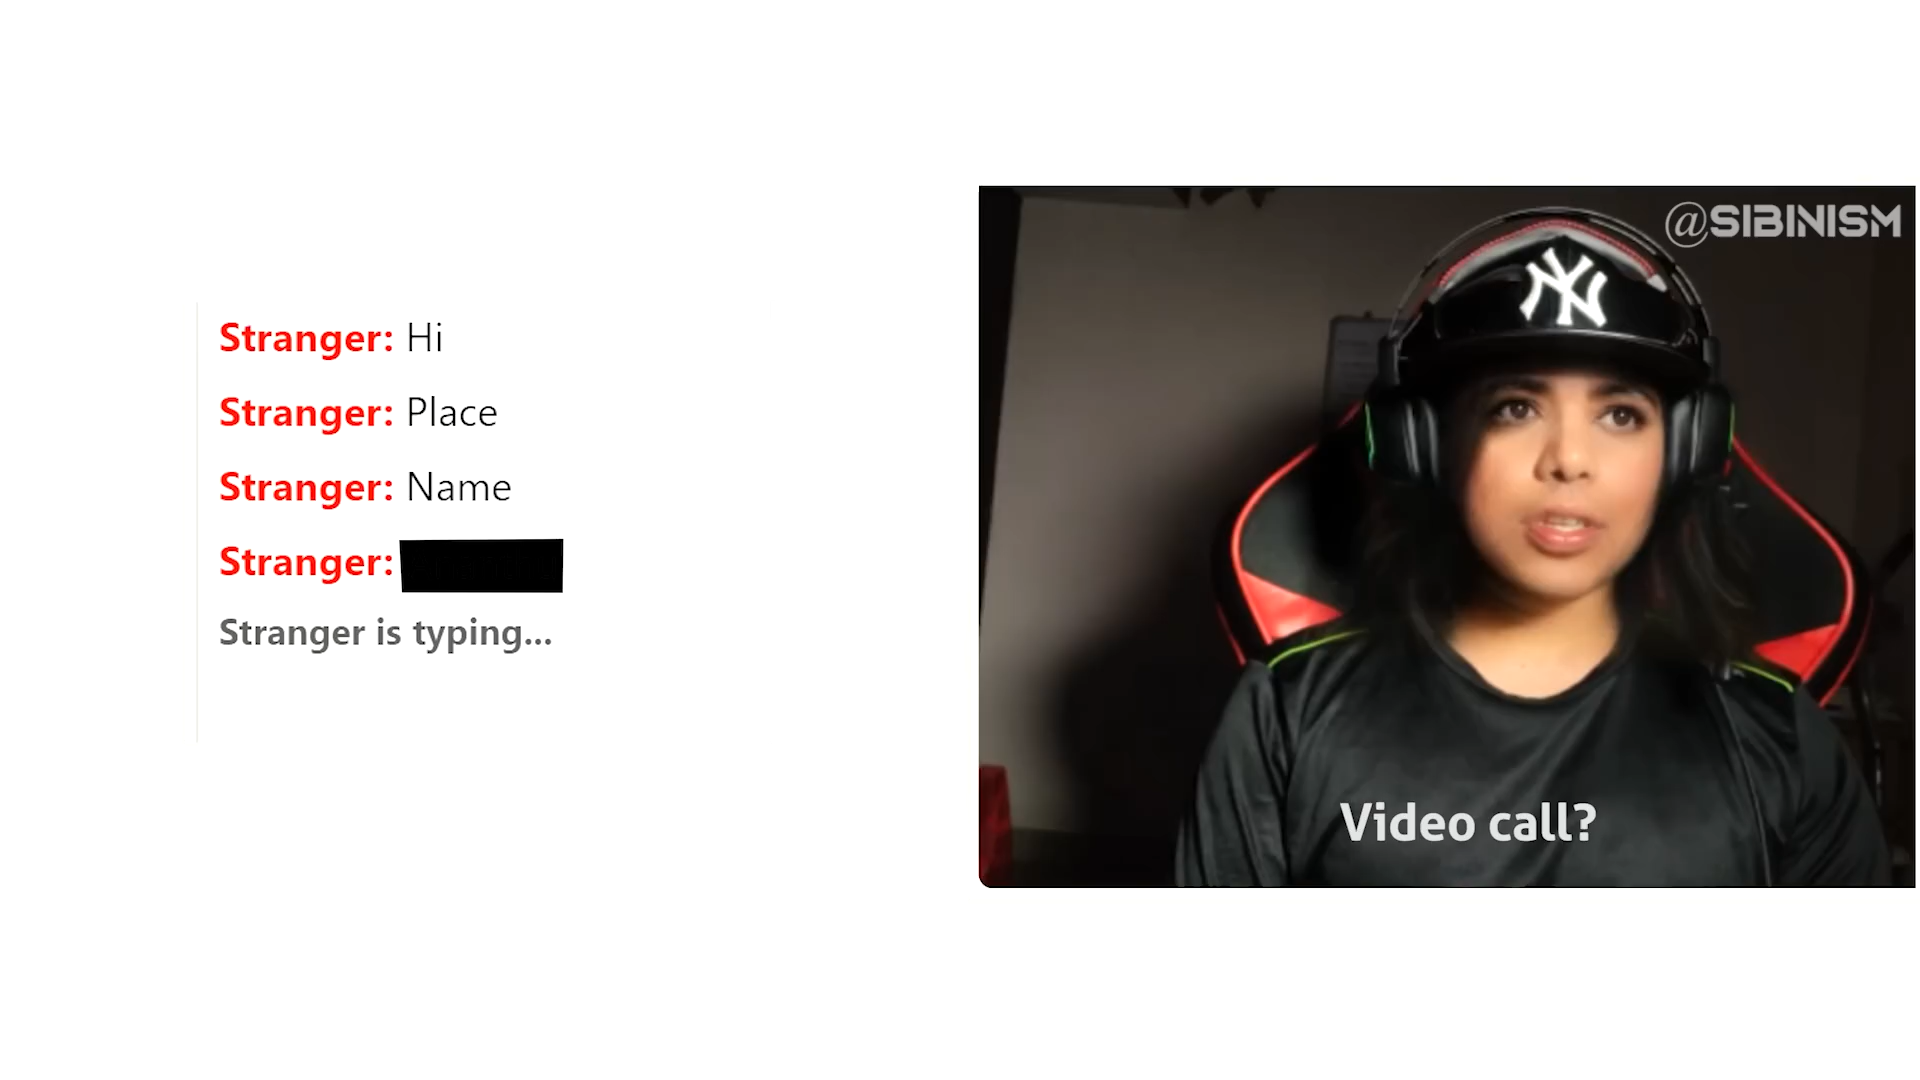 Stranger: Hi
Stranger: Place
Stranger: Name
Stranger:
Stranger is typing...
@SIBINISM
NY
Video call?